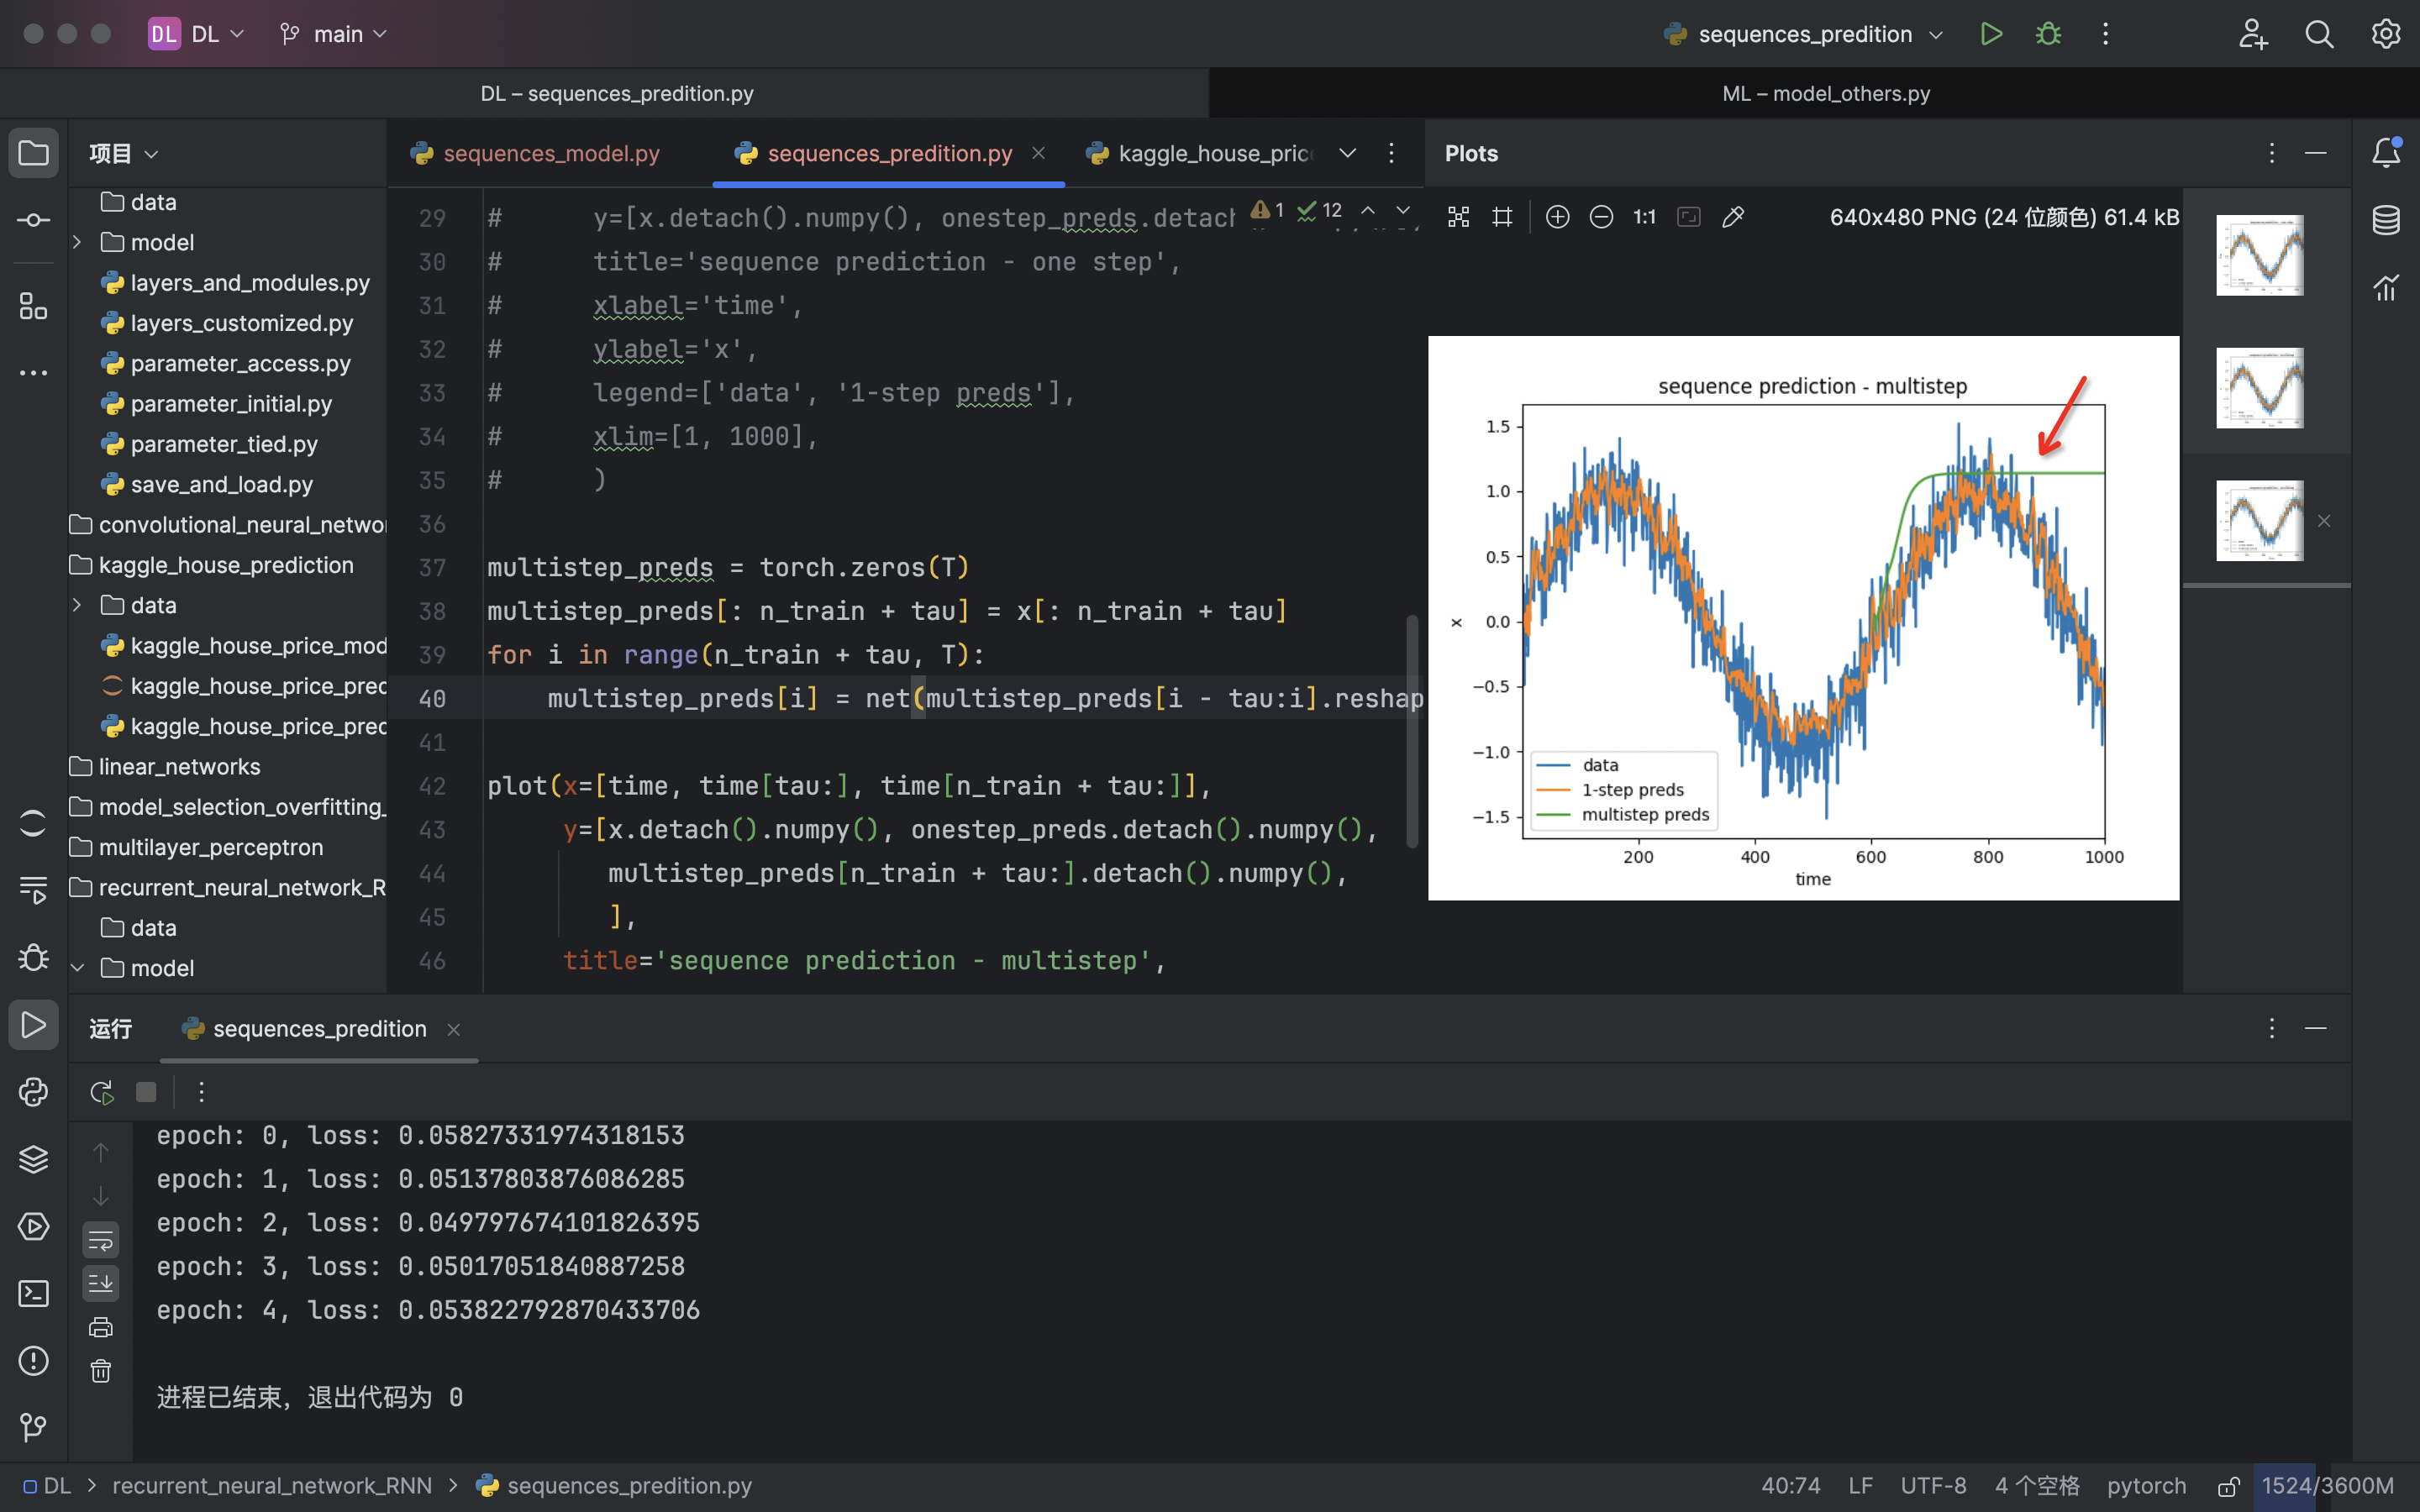 DL DL main sequences_predition
DL – sequences_predition.py ML – model_others.py
项目
data
model
layers_and_modules.py
layers_customized.py
parameter_access.py
parameter_initial.py
parameter_tied.py
save_and_load.py
convolutional_neural_networ
kaggle_house_prediction
data
kaggle_house_price_mod
kaggle_house_price_pred
kaggle_house_price_pred
linear_networks
model_selection_overfitting_
multilayer_perceptron
recurrent_neural_network_R
data
model
sequences_model.py sequences_predition.py kaggle_house_pric
1 12
29 # y=[x.detach().numpy(), onestep_preds.detach
30 # title='sequence prediction - one step',
31 # xlabel='time',
32 # ylabel='x',
33 # legend=['data', '1-step preds'],
34 # xlim=[1, 1000],
35 # )
36
37 multistep_preds = torch.zeros(T)
38 multistep_preds[: n_train + tau] = x[: n_train + tau]
39 for i in range(n_train + tau, T):
40 multistep_preds[i] = net(multistep_preds[i - tau:i].reshap
41
42 plot(x=[time, time[tau:], time[n_train + tau:]],
43 y=[x.detach().numpy(), onestep_preds.detach().numpy(),
44 multistep_preds[n_train + tau:].detach().numpy(),
45 ],
46 title='sequence prediction - multistep',
Plots
1:1 640x480 PNG (24 位颜色) 61.4 kB
sequence prediction - multistep
1.5
1.0
0.5
0.0
−0.5
−1.0
−1.5
x
data
1-step preds
multistep preds
200 400 600 800 1000
time
运行 sequences_predition
epoch: 0, loss: 0.05827331974318153
epoch: 1, loss: 0.05137803876086285
epoch: 2, loss: 0.049797674101826395
epoch: 3, loss: 0.05017051840887258
epoch: 4, loss: 0.053822792870433706
进程已结束，退出代码为 0
DL recurrent_neural_network_RNN sequences_predition.py 40:74 LF UTF-8 4 个空格 pytorch 1524/3600M